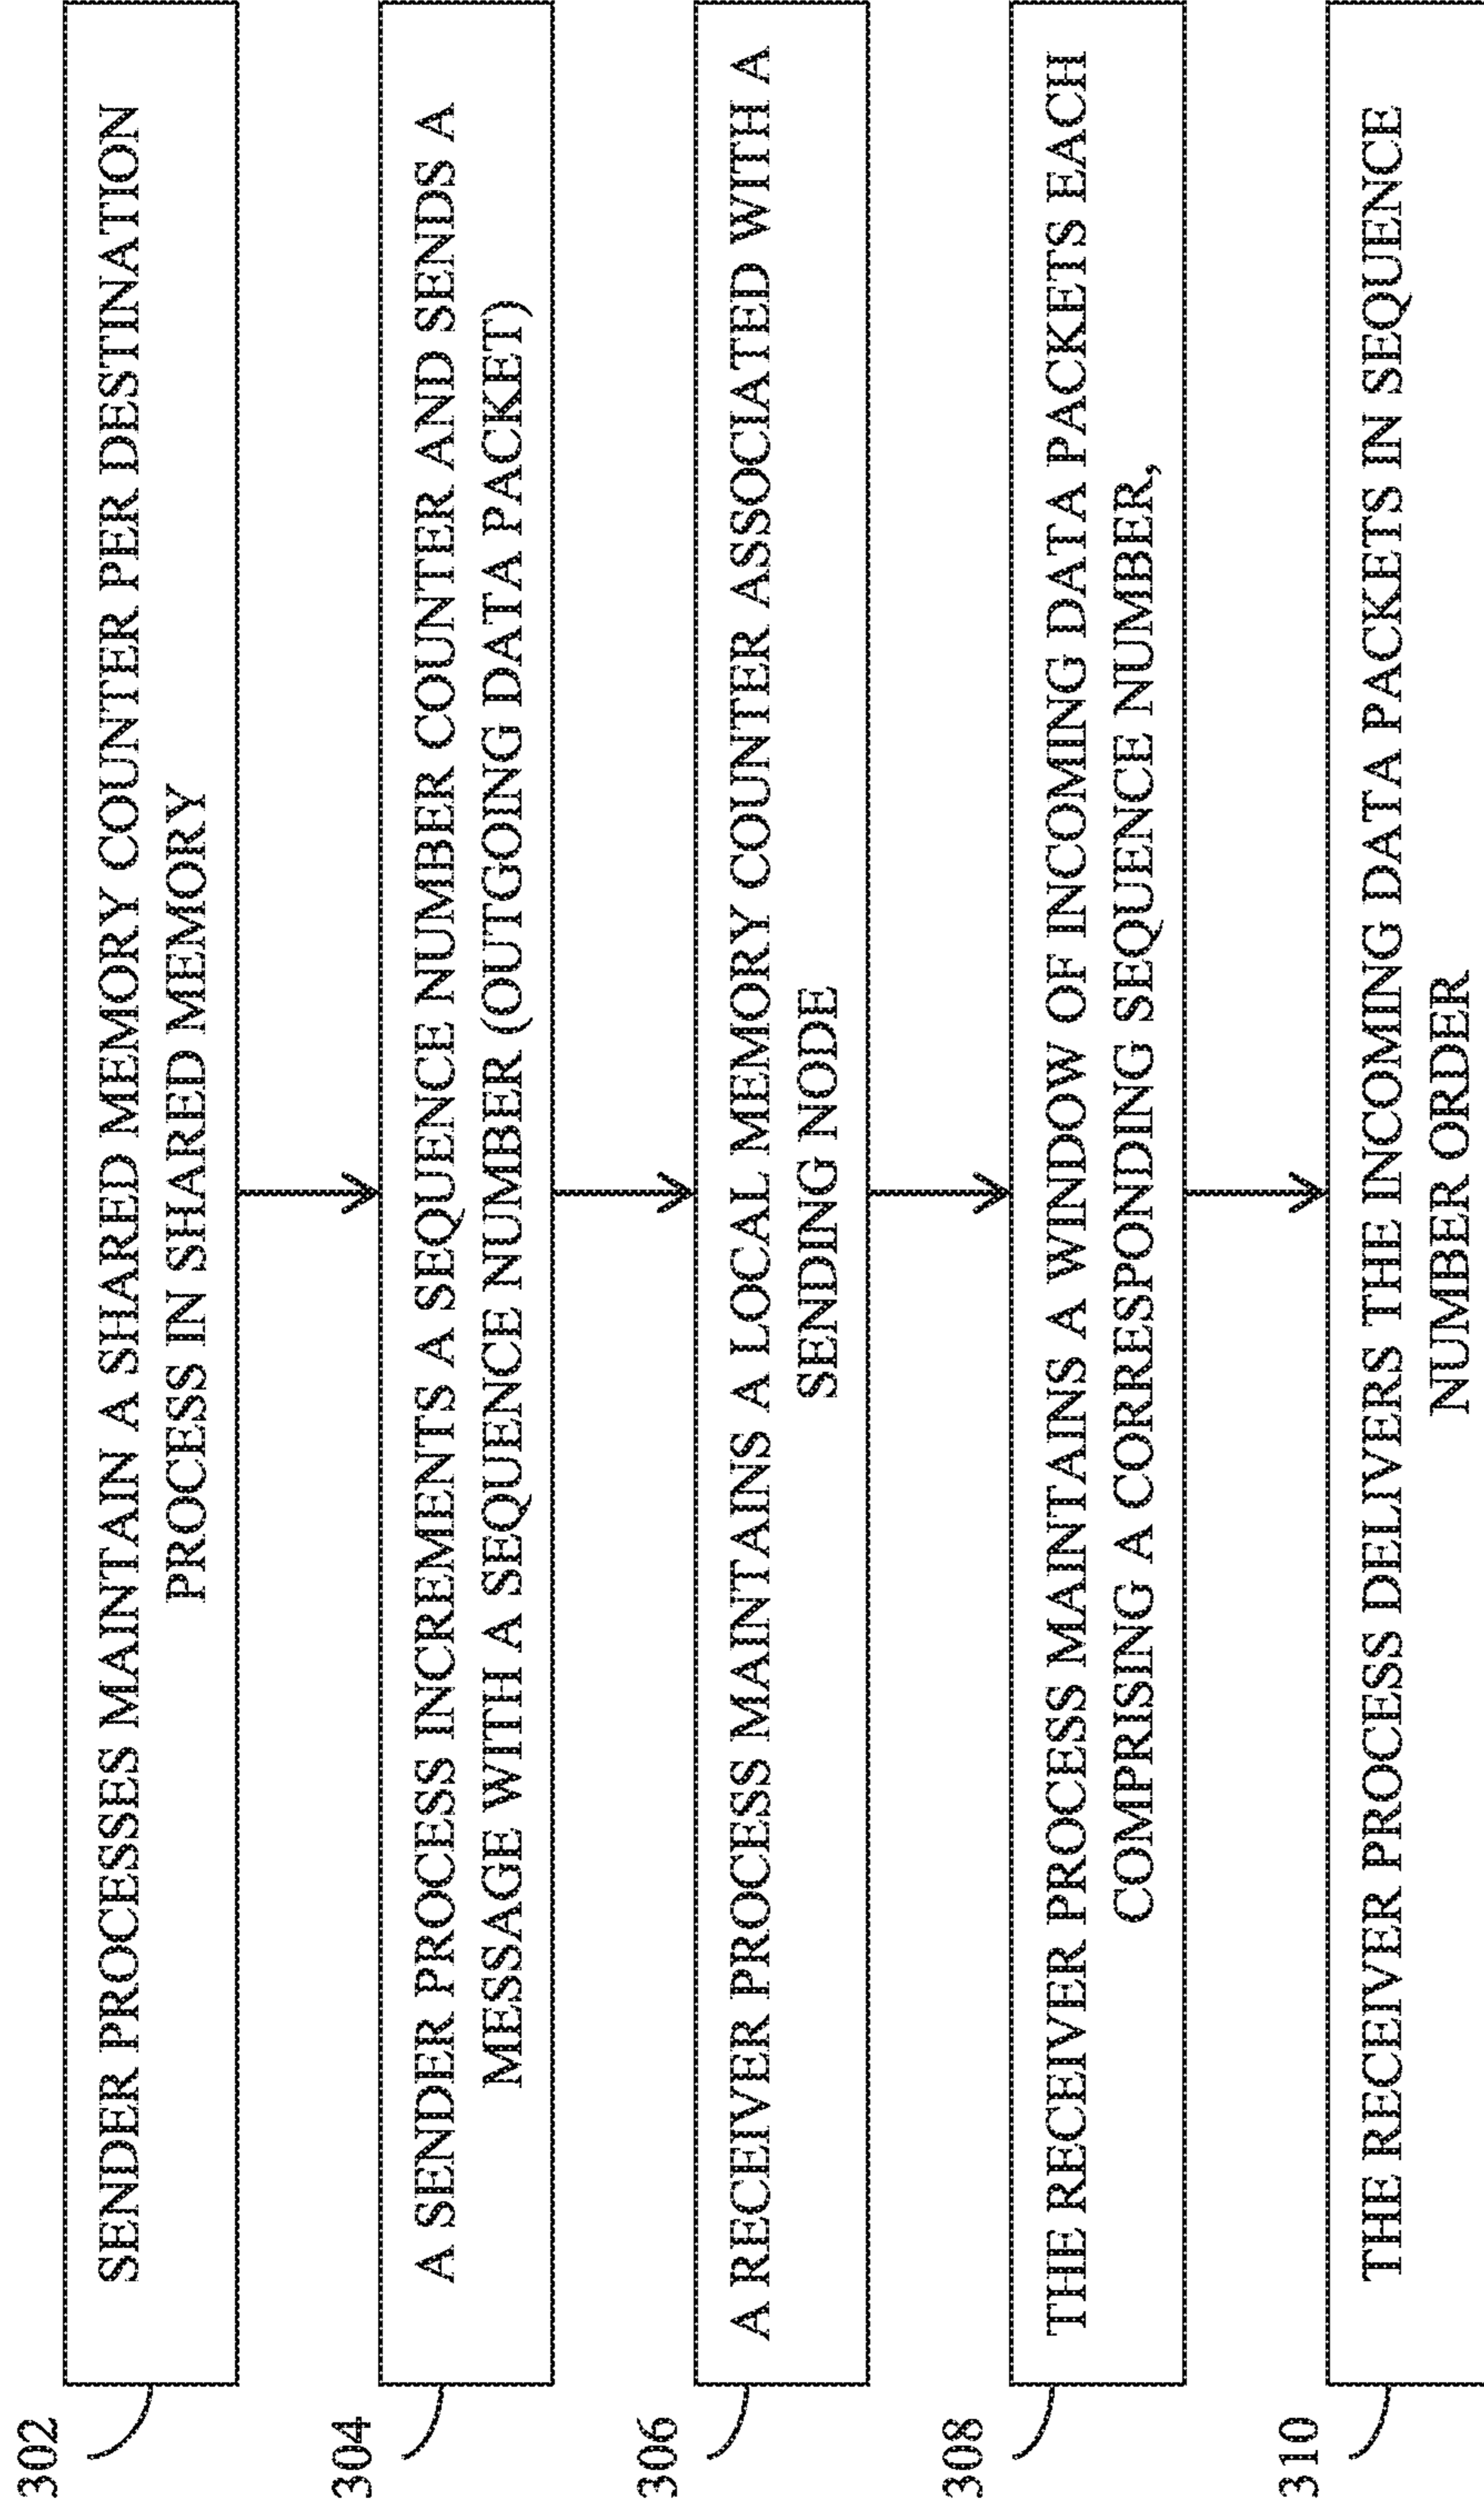 302
SENDER PROCESSES MAINTAIN A SHARED MEMORY COUNTER PER DESTINATION
PROCESS IN SHARED MEMORY
304
A SENDER PROCESS INCREMENTS A SEQUENCE NUMBER COUNTER AND SENDS A
MESSAGE WITH A SEQUENCE NUMBER (OUTGOING DATA PACKET)
306
A RECEIVER PROCESS MAINTAINS A LOCAL MEMORY COUNTER ASSOCIATED WITH A
SENDING NODE
308
THE RECEIVER PROCESS MAINTAINS A WINDOW OF INCOMING DATA PACKETS EACH
COMPRISING A CORRESPONDING SEQUENCE NUMBER,
310
THE RECEIVER PROCESS DELIVERS THE INCOMING DATA PACKETS IN SEQUENCE
NUMBER ORDER